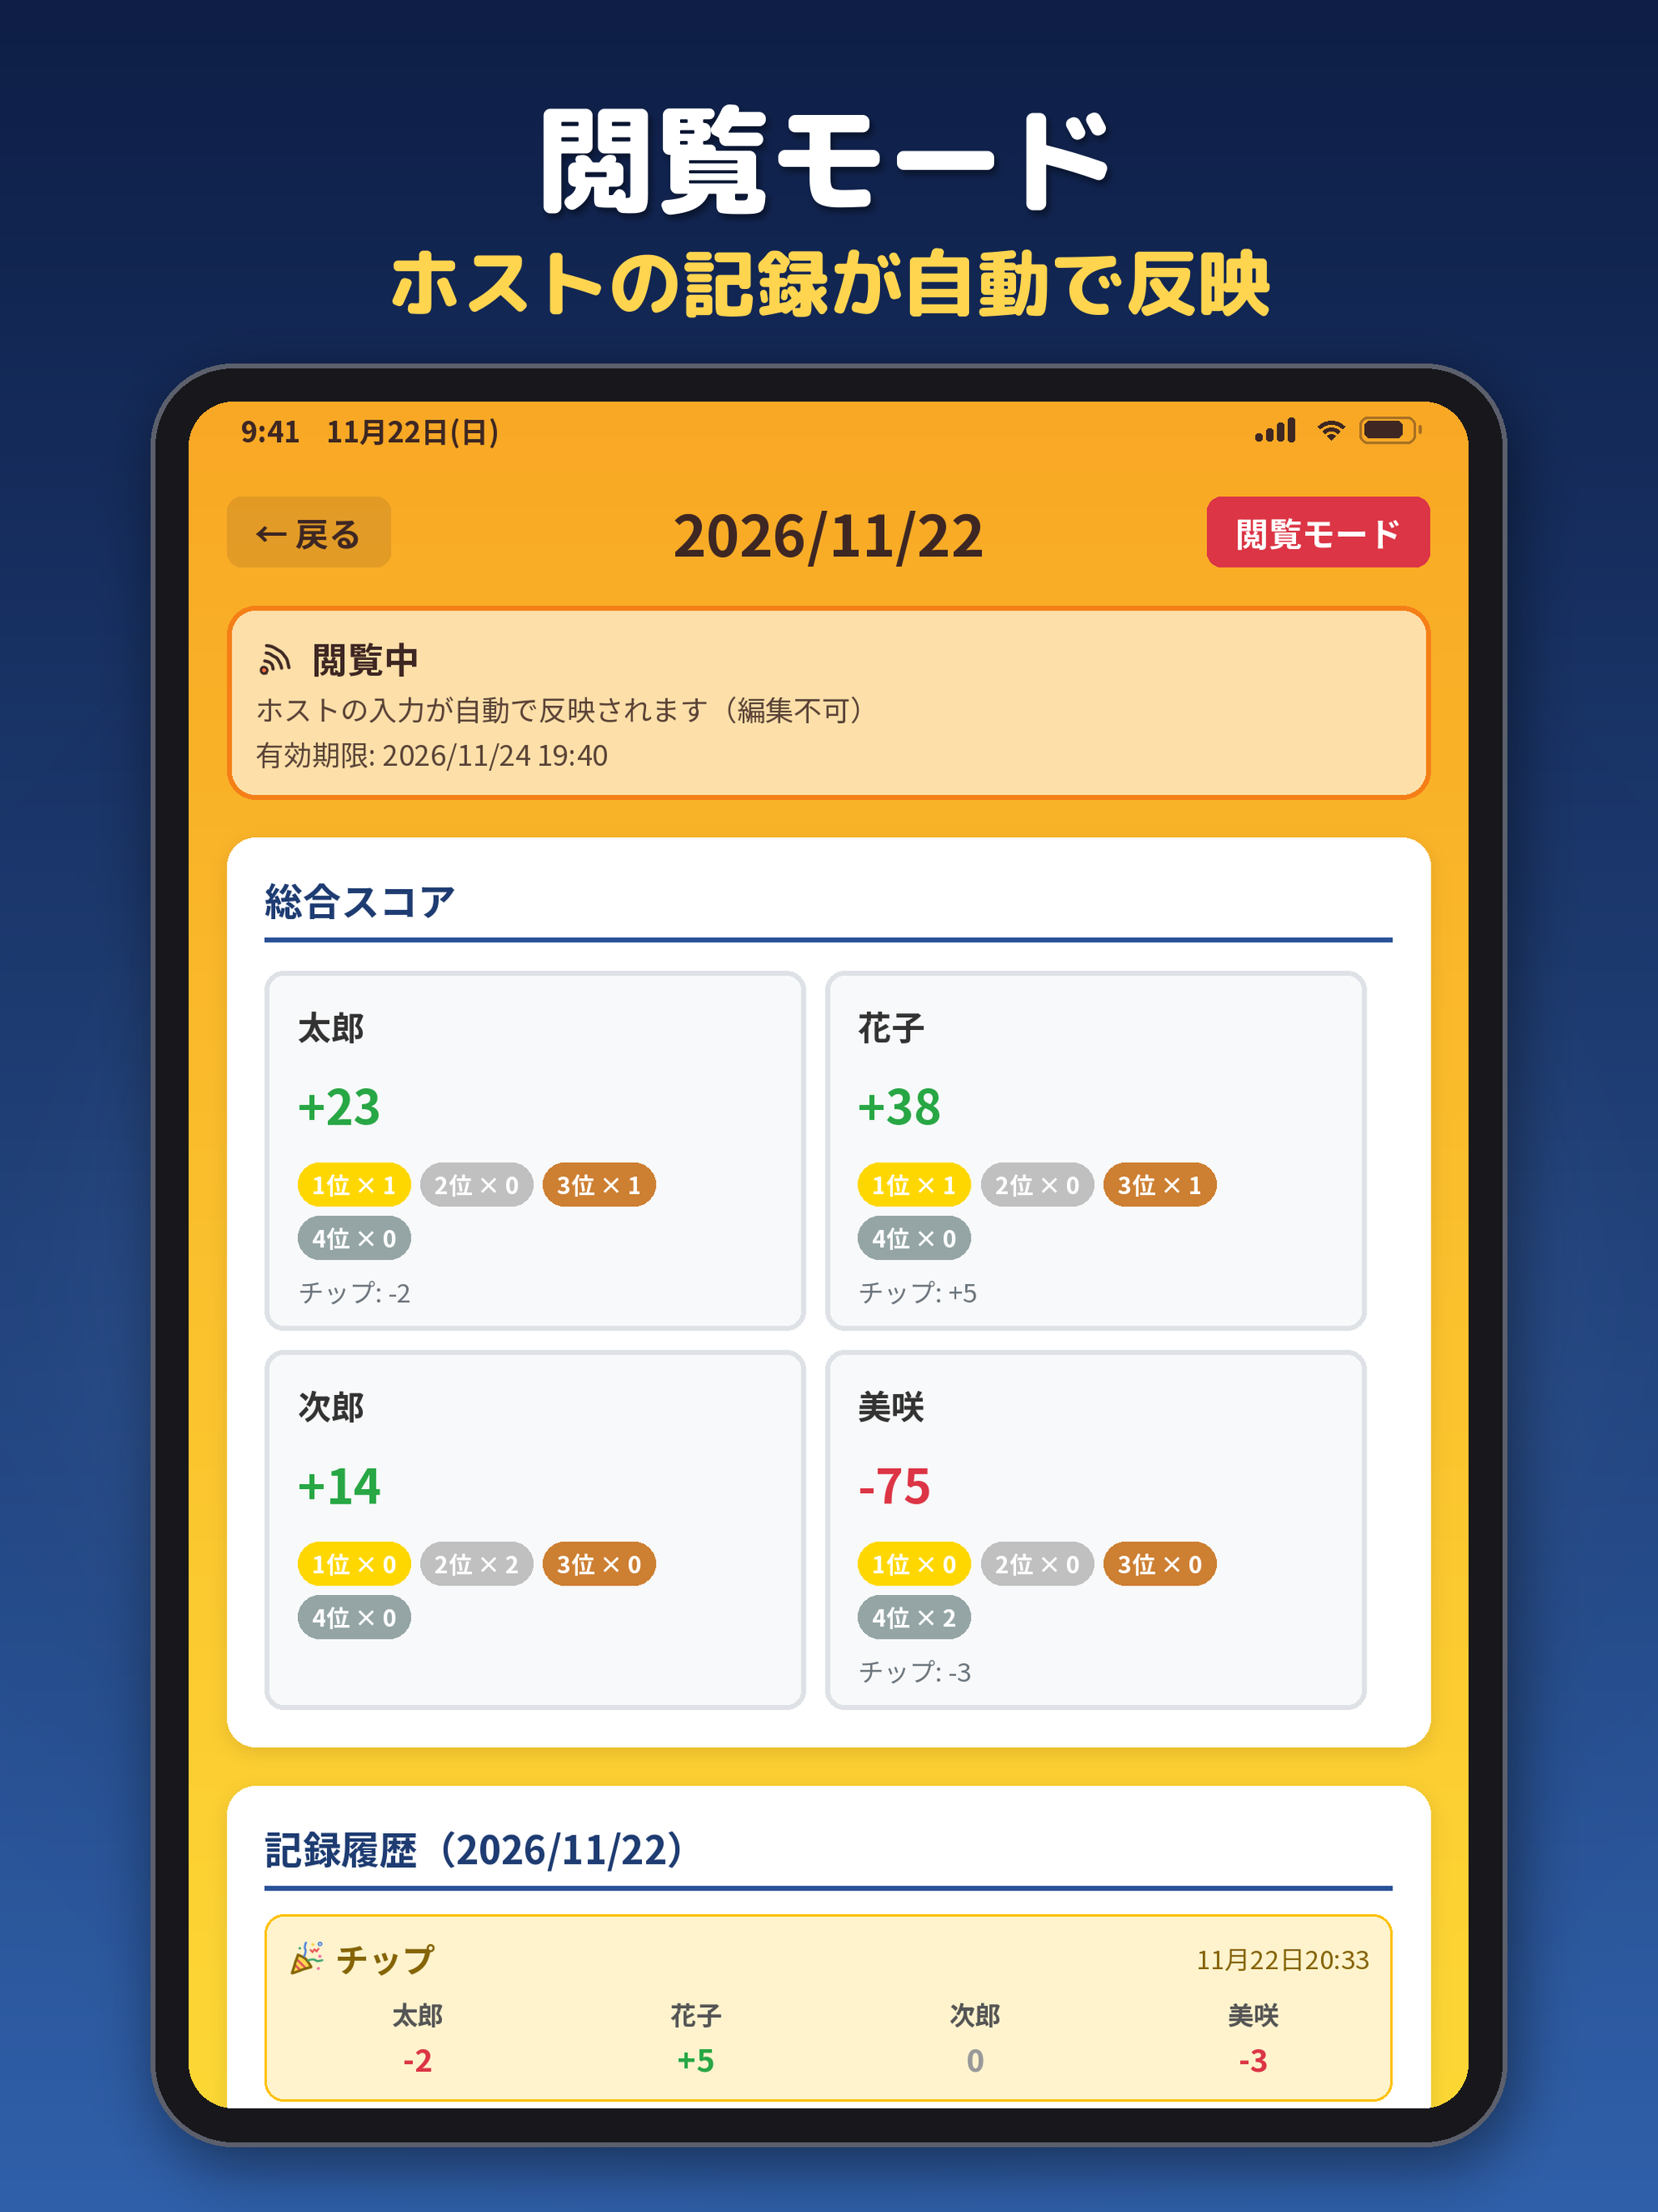 閲覧モード
ホストの記録が自動で反映
9:41 11月22日(日)
← 戻る
2026/11/22
閲覧モード
閲覧中
ホストの入力が自動で反映されます（編集不可）
有効期限: 2026/11/24 19:40
総合スコア
太郎
+23
1位 × 1 2位 × 0 3位 × 1
4位 × 0
チップ: -2
花子
+38
1位 × 1 2位 × 0 3位 × 1
4位 × 0
チップ: +5
次郎
+14
1位 × 0 2位 × 2 3位 × 0
4位 × 0
美咲
-75
1位 × 0 2位 × 0 3位 × 0
4位 × 2
チップ: -3
記録履歴（2026/11/22）
チップ 11月22日20:33
太郎 花子 次郎 美咲
-2 +5 0 -3